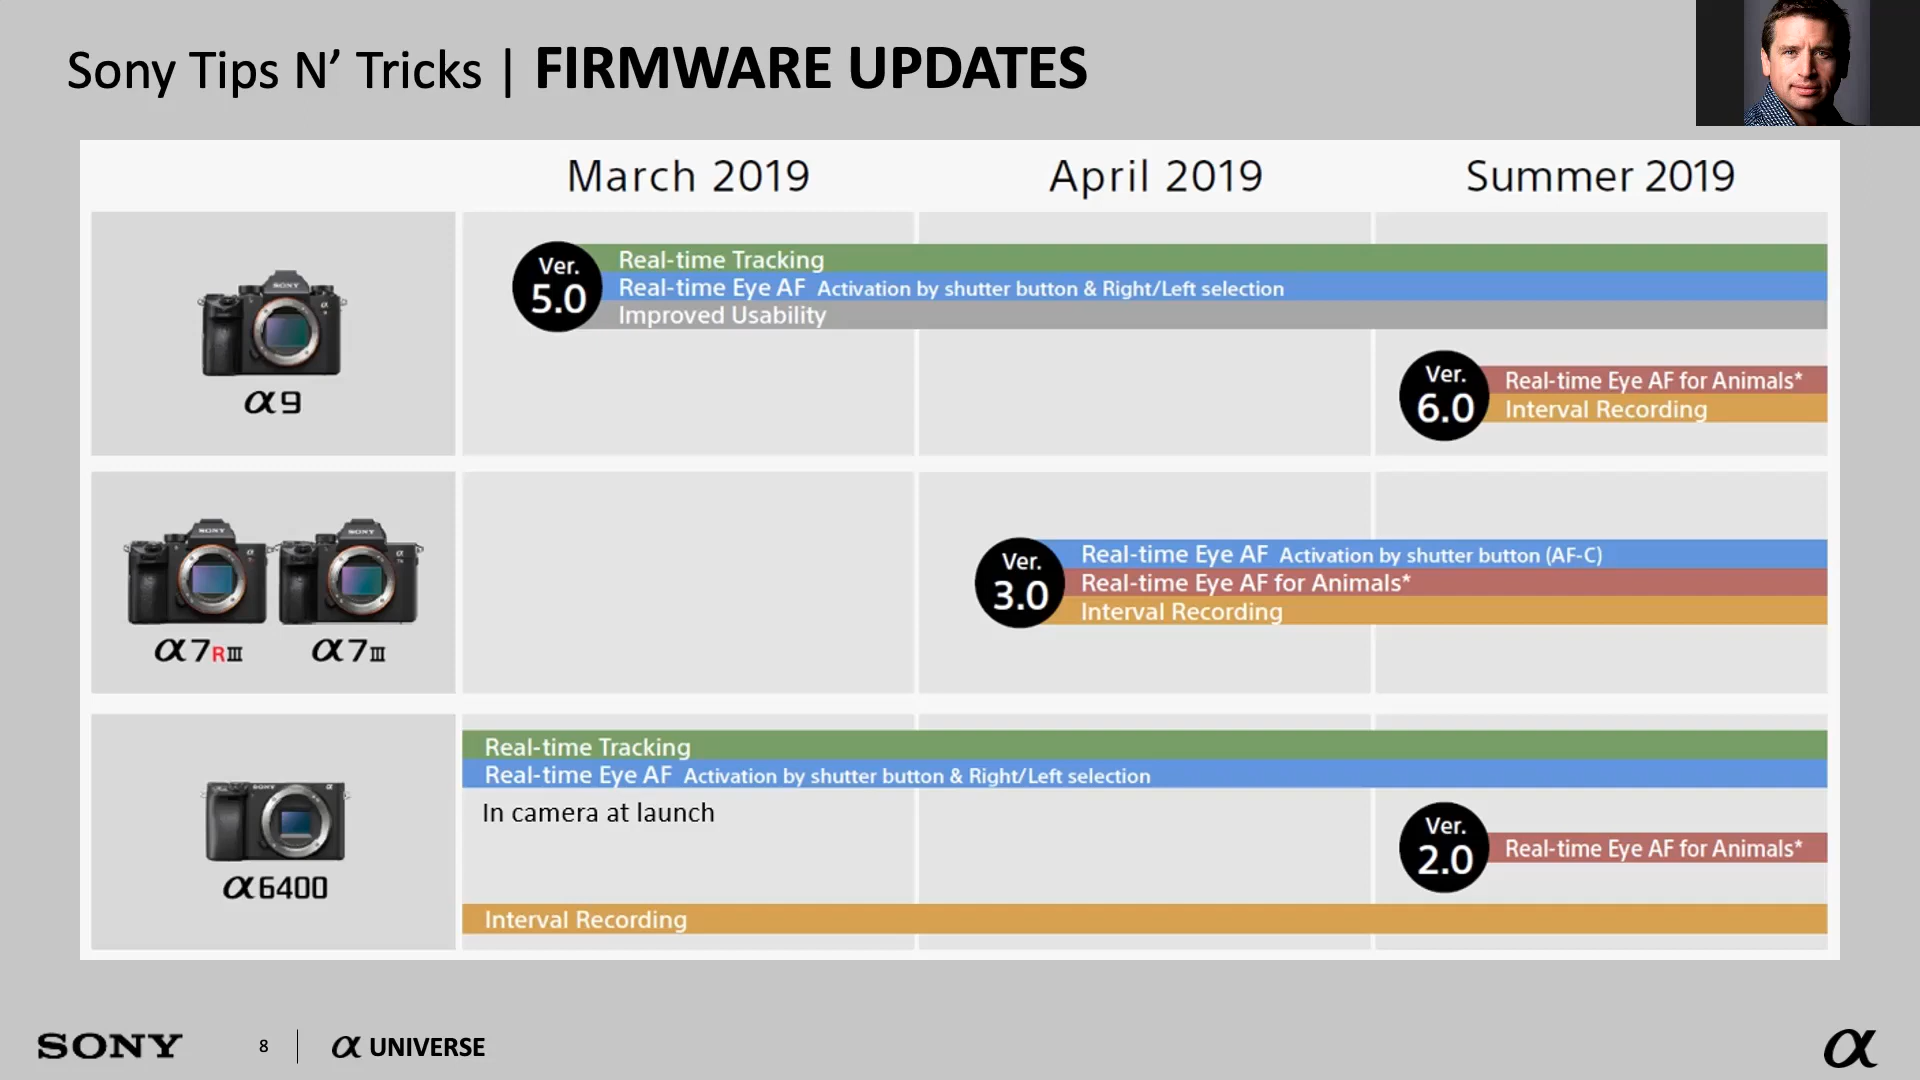 Sony Tips N’ Tricks | FIRMWARE UPDATES
March 2019
April 2019
Summer 2019
SONY
α9
Ver. 5.0
Real-time Tracking
Real-time Eye AF Activation by shutter button & Right/Left selection
Improved Usability
Ver. 6.0
Real-time Eye AF for Animals*
Interval Recording
SONY
SONY
α7RIII
α7III
Ver. 3.0
Real-time Eye AF Activation by shutter button (AF-C)
Real-time Eye AF for Animals*
Interval Recording
SONY
α6400
Real-time Tracking
Real-time Eye AF Activation by shutter button & Right/Left selection
In camera at launch
Ver. 2.0
Real-time Eye AF for Animals*
Interval Recording
SONY
8
α UNIVERSE
α